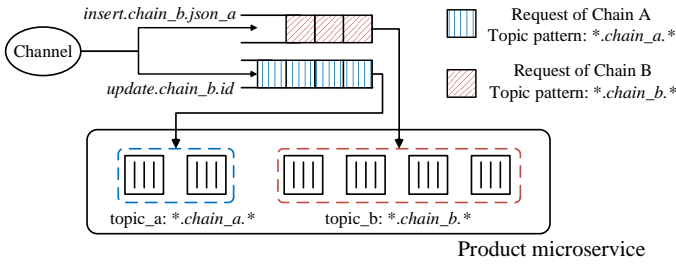 insert.chain_b.json_a
Channel
update.chain_b.id
Request of Chain A
Topic pattern: *.chain_a.*
Request of Chain B
Topic pattern: *.chain_b.*
topic_a: *.chain_a.*
topic_b: *.chain_b.*
Product microservice